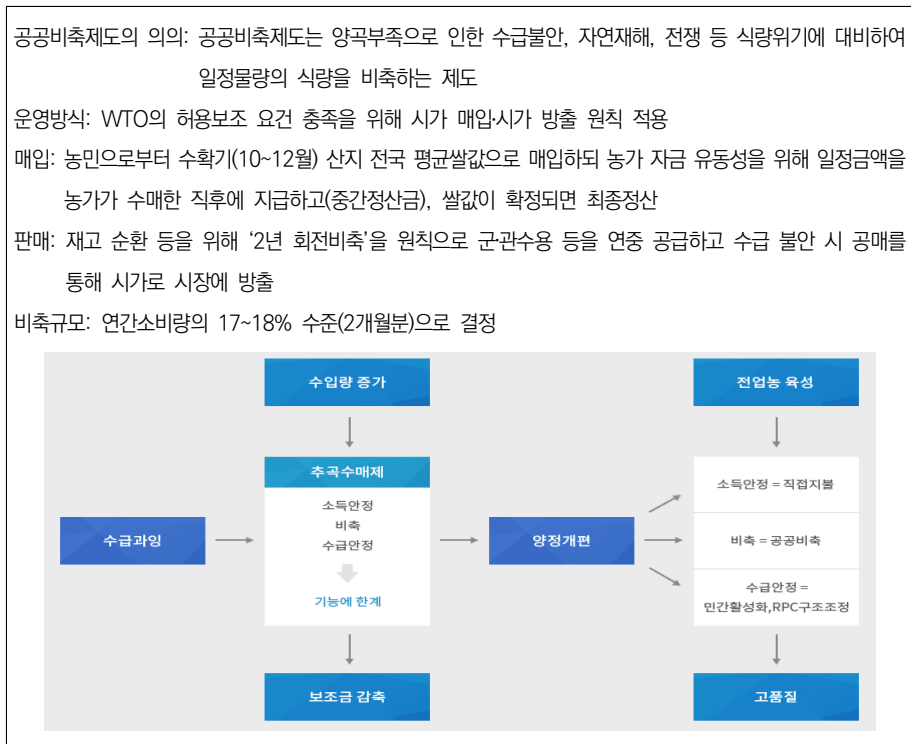 공공비축제도의 의의: 공공비축제도는 양곡부족으로 인한 수급불안, 자연재해, 전쟁 등 식량위기에 대비하여
일정물량의 식량을 비축하는 제도
운영방식: WTO의 허용보조 요건 충족을 위해 시가 매입·시가 방출 원칙 적용
매입: 농민으로부터 수확기(10~12월) 산지 전국 평균쌀값으로 매입하되 농가 자금 유동성을 위해 일정금액을
농가가 수매한 직후에 지급하고(중간정산금), 쌀값이 확정되면 최종정산
판매: 재고 순환 등을 위해 ‘2년 회전비축’을 원칙으로 군·관수용 등을 연중 공급하고 수급 불안 시 공매를
통해 시가로 시장에 방출
비축규모: 연간소비량의 17~18% 수준(2개월분)으로 결정
수입량 증가
전업농 육성
추곡수매제
소득안정
비축
수급안정
기능에 한계
수급과잉
양정개편
소득안정 = 직접지불
비축 = 공공비축
수급안정 =
민간활성화,RPC구조조정
보조금 감축
고품질